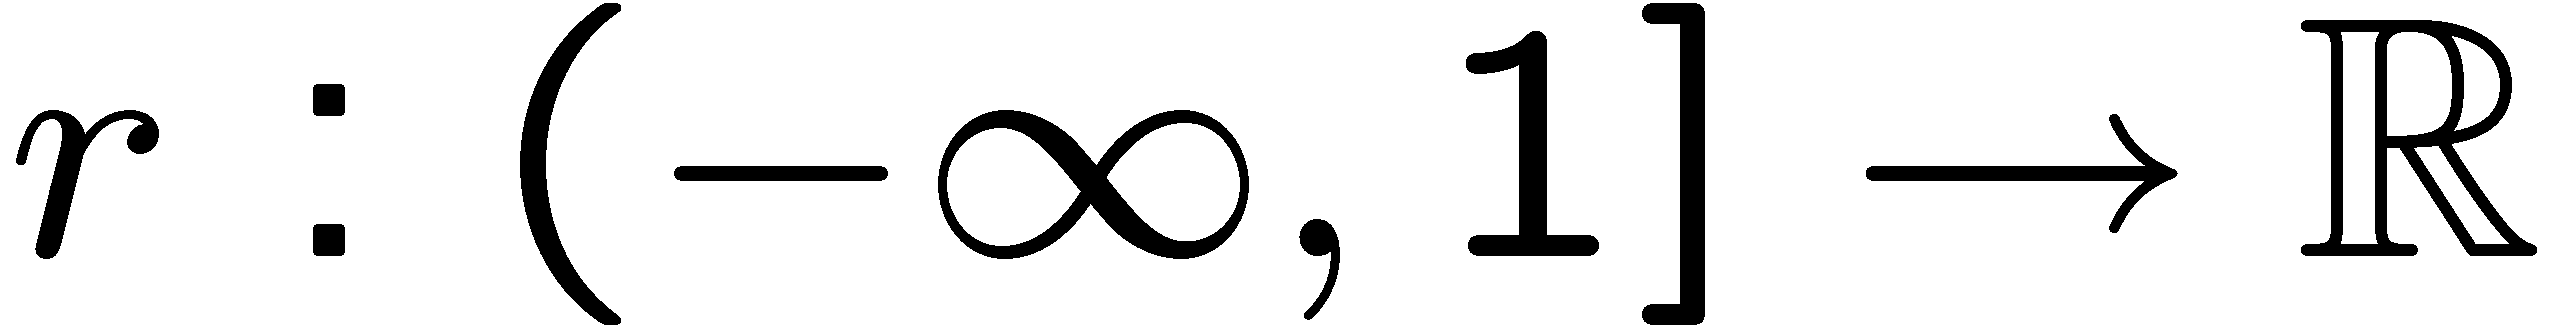 r : (−∞, 1] → ℝ